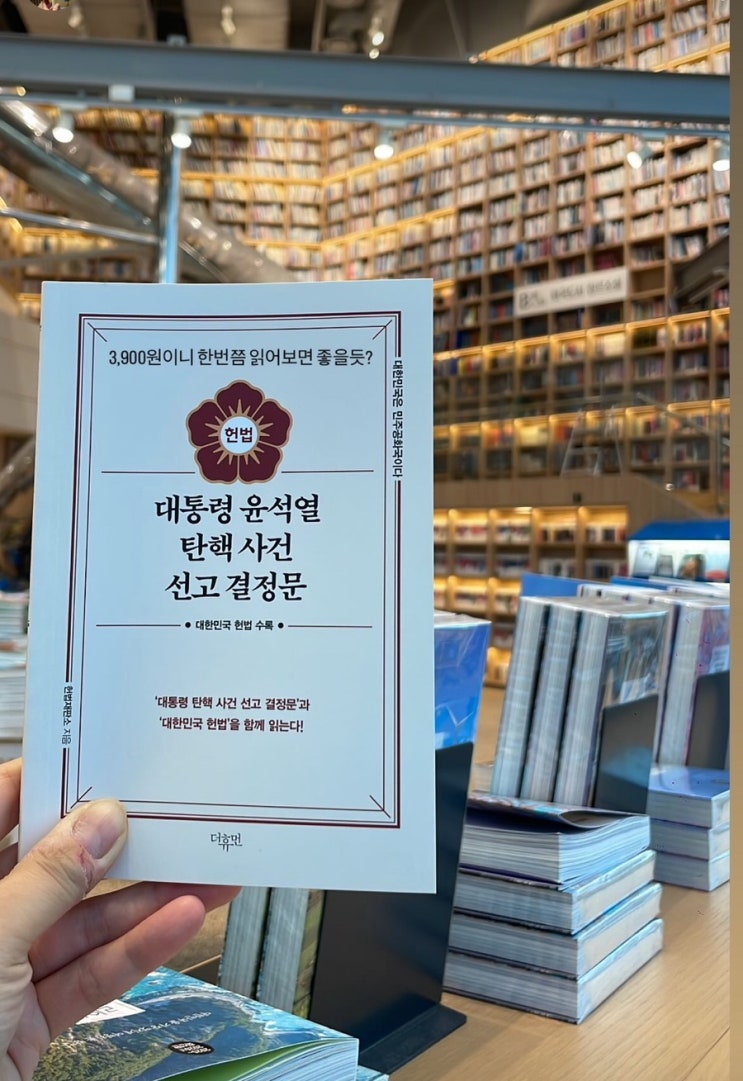 3,900원이니 한번쯤 읽어보면 좋을듯?
대한민국은 민주공화국이다
헌법
대통령 윤석열
탄핵 사건
선고 결정문
● 대한민국 헌법 수록 ●
헌법재판소 지음
'대통령 탄핵 사건 선고 결정문'과
'대한민국 헌법'을 함께 읽는다!
더휴먼